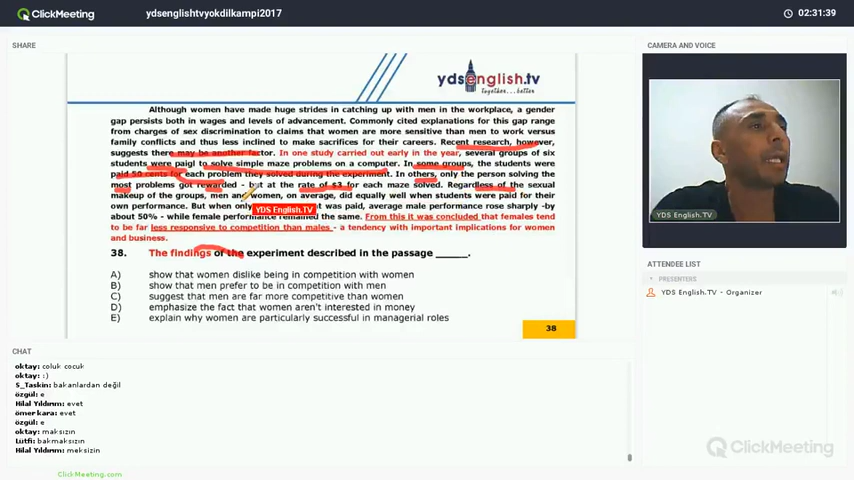 ClickMeeting
ydsenglishtvyokdilkampi2017
02:31:39
SHARE
ydsenglish.tv
together...better
Although women have made huge strides in catching up with men in the workplace, a gender
gap persists both in wages and levels of advancement. Commonly cited explanations for this gap range
from charges of sex discrimination to claims that women are more sensitive than men to work versus
family conflicts and thus less inclined to make sacrifices for their careers. Recent research, however,
suggests there may be another factor. In one study carried out early in the year, several groups of six
students were paigl to solve simple maze problems on a computer. In some groups, the students were
paid 50 cents for each problem they solved during the experiment. In others, only the person solving the
most problems got rewarded - but at the rate of $3 for each maze solved. Regardless of the sexual
makeup of the groups, men and women, on average, did equally well when students were paid for their
own performance. But when only was paid, average male performance rose sharply -by
YDS English.TV
about 50% - while female performance remained the same. From this it was concluded that females tend
to be far less responsive to competition than males - a tendency with important implications for women
and business.
38. The findings of the experiment described in the passage _____.
A) show that women dislike being in competition with women
B) show that men prefer to be in competition with men
C) suggest that men are far more competitive than women
D) emphasize the fact that women aren't interested in money
E) explain why women are particularly successful in managerial roles
38
CAMERA AND VOICE
YDS English.TV
ATTENDEE LIST
PRESENTERS
YDS English.TV - Organizer
CHAT
oktay: coluk cocuk
oktay: :)
S_Taskin: bakanlardan değil
özgül: e
Hilal Yıldırım: evet
ömer kara: evet
özgül: e
oktay: maksızın
Lütfi: bakmaksızın
Hilal Yıldırım: meksizin
ClickMeeting
ClickMeeting.com